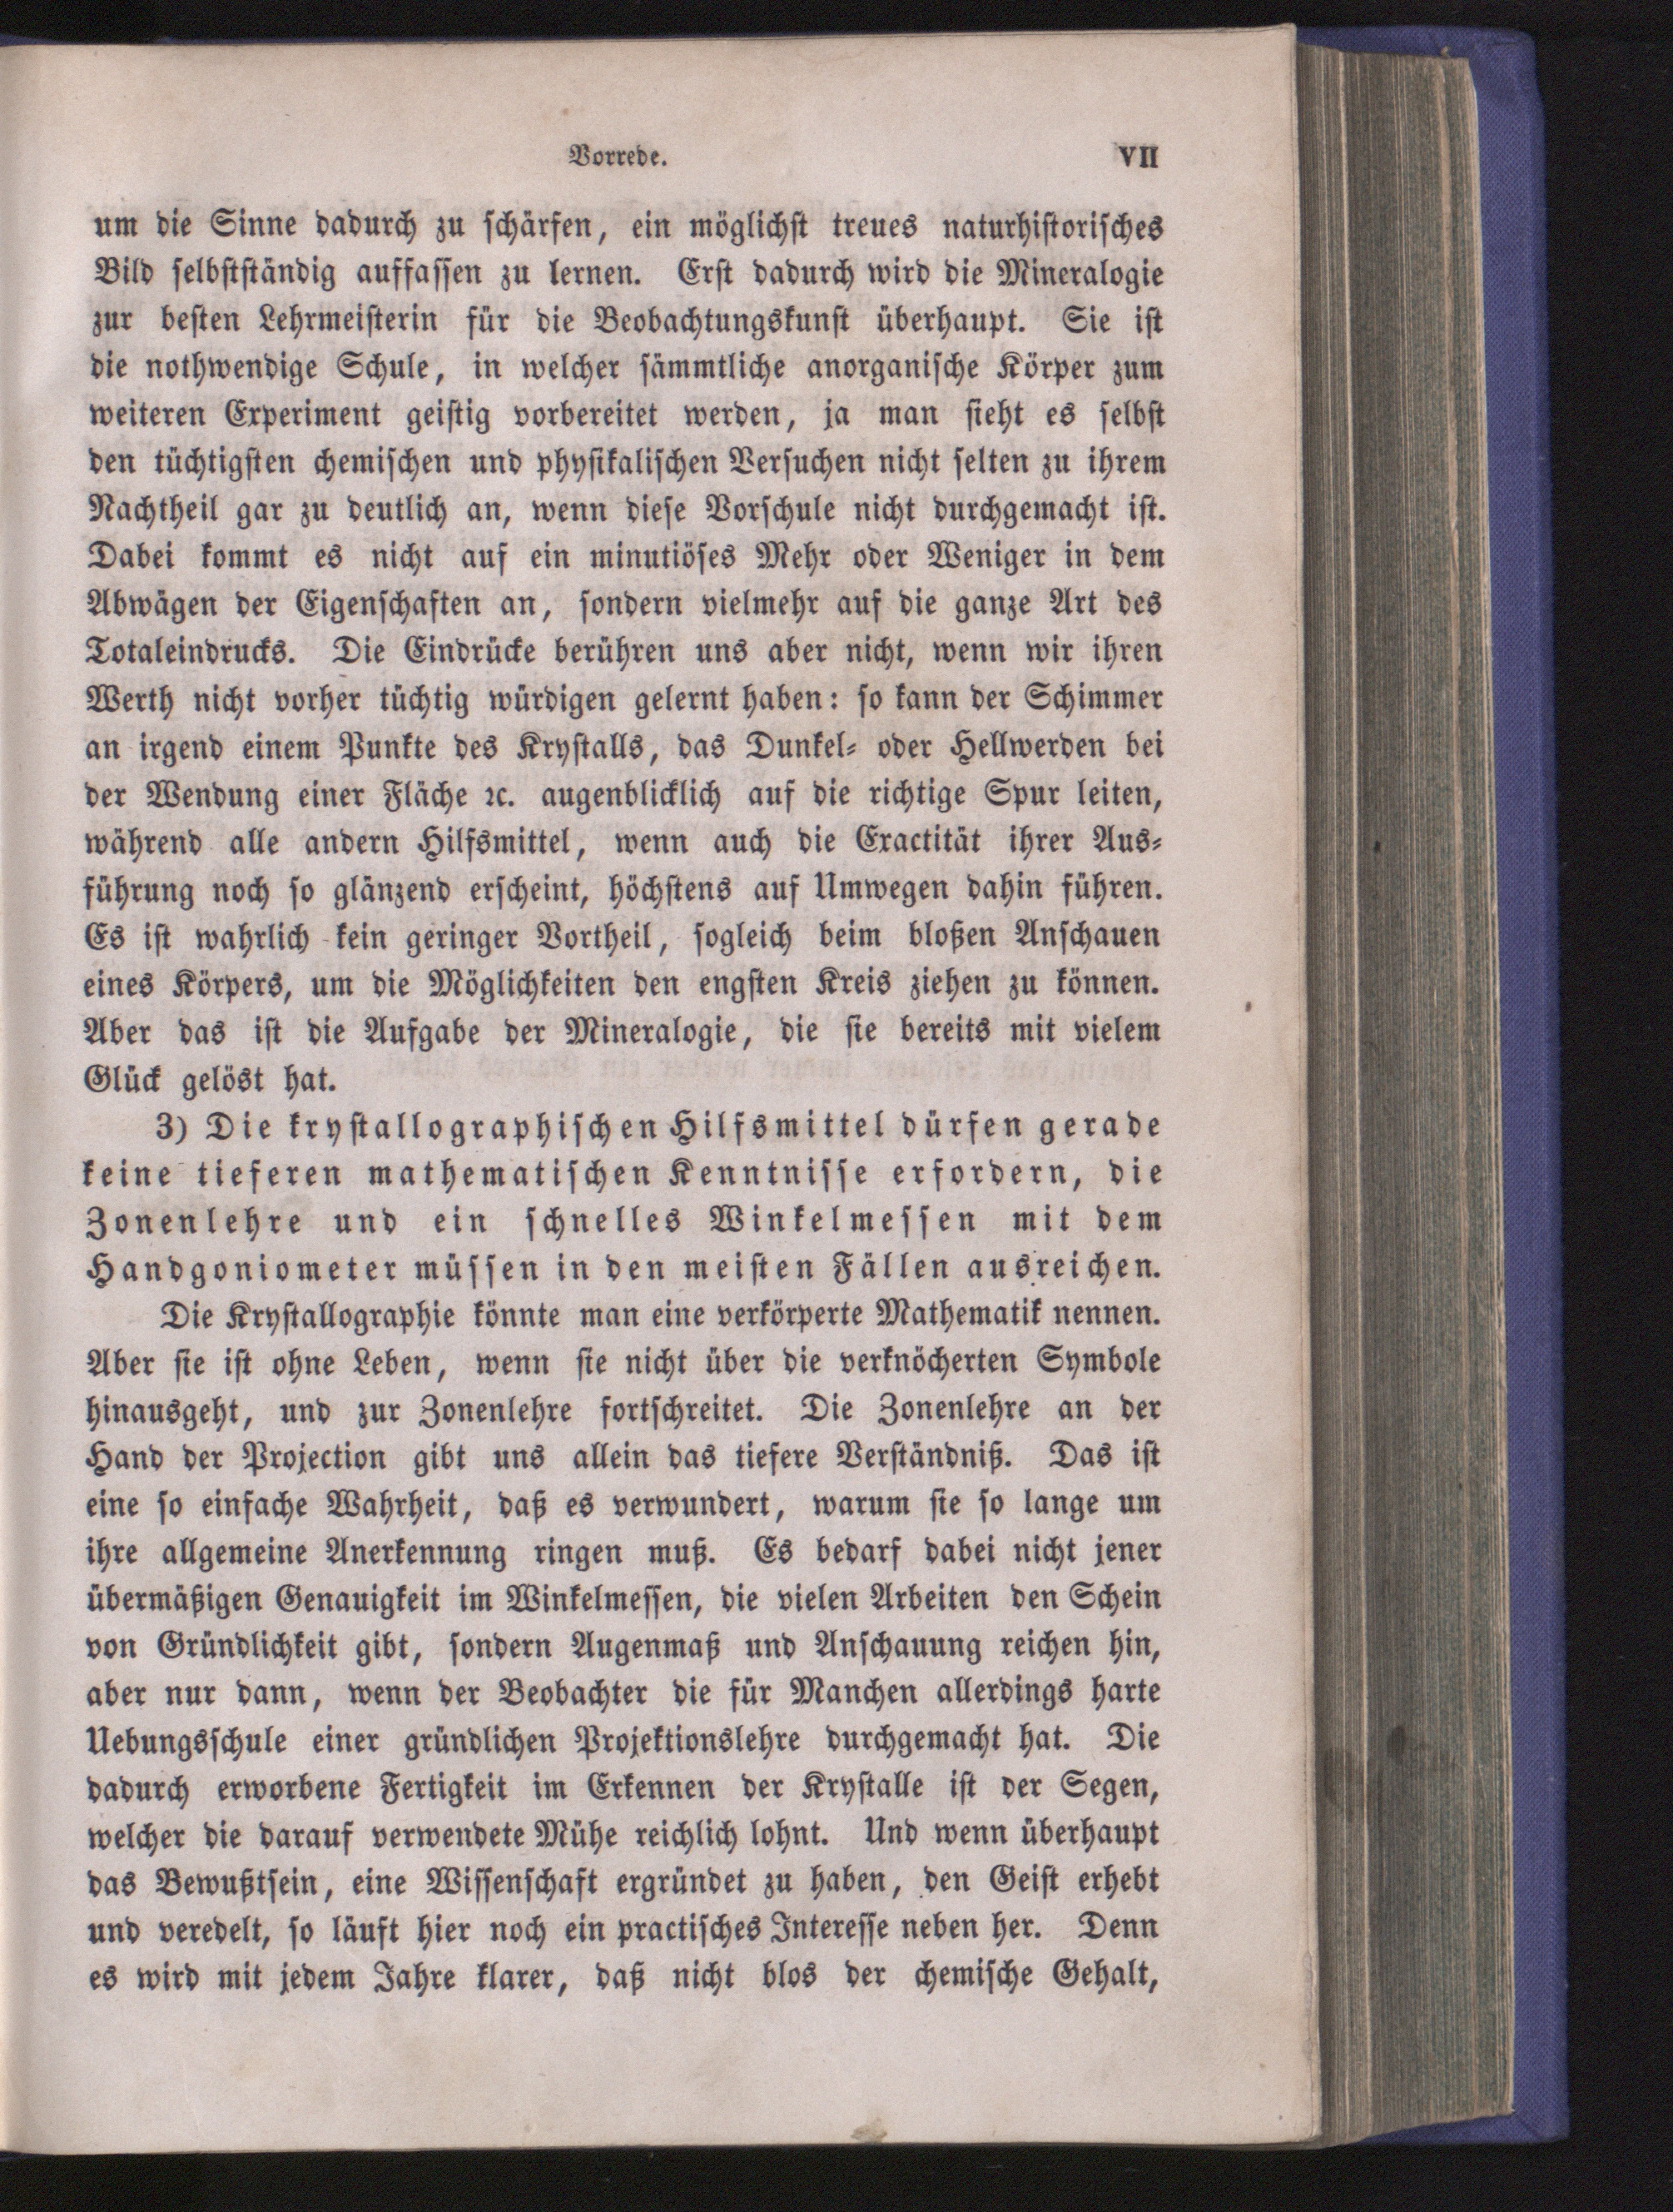 Vorrede. VII
um die Sinne dadurch zu schärfen, ein möglichst treues naturhistorisches
Bild selbstständig auffassen zu lernen. Erst dadurch wird die Mineralogie
zur besten Lehrmeisterin für die Beobachtungskunst überhaupt. Sie ist
die nothwendige Schule, in welcher sämmtliche anorganische Körper zum
weiteren Experiment geistig vorbereitet werden, ja man sieht es selbst
den tüchtigsten chemischen und physikalischen Versuchen nicht selten zu ihrem
Nachtheil gar zu deutlich an, wenn diese Vorschule nicht durchgemacht ist.
Dabei kommt es nicht auf ein minutiöses Mehr oder Weniger in dem
Abwägen der Eigenschaften an, sondern vielmehr auf die ganze Art des
Totaleindrucks. Die Eindrücke berühren uns aber nicht, wenn wir ihren
Werth nicht vorher tüchtig würdigen gelernt haben: so kann der Schimmer
an irgend einem Punkte des Krystalls, das Dunkel- oder Hellwerden bei
der Wendung einer Fläche ꝛc. augenblicklich auf die richtige Spur leiten,
während alle andern Hilfsmittel, wenn auch die Exactität ihrer Aus-
führung noch so glänzend erscheint, höchstens auf Umwegen dahin führen.
Es ist wahrlich kein geringer Vortheil, sogleich beim bloßen Anschauen
eines Körpers, um die Möglichkeiten den engsten Kreis ziehen zu können.
Aber das ist die Aufgabe der Mineralogie, die sie bereits mit vielem
Glück gelöst hat.
3) Die krystallographischen Hilfsmittel dürfen gerade
keine tieferen mathematischen Kenntnisse erfordern, die
Zonenlehre und ein schnelles Winkelmessen mit dem
Handgoniometer müssen in den meisten Fällen ausreichen.
Die Krystallographie könnte man eine verkörperte Mathematik nennen.
Aber sie ist ohne Leben, wenn sie nicht über die verknöcherten Symbole
hinausgeht, und zur Zonenlehre fortschreitet. Die Zonenlehre an der
Hand der Projection gibt uns allein das tiefere Verständniß. Das ist
eine so einfache Wahrheit, daß es verwundert, warum sie so lange um
ihre allgemeine Anerkennung ringen muß. Es bedarf dabei nicht jener
übermäßigen Genauigkeit im Winkelmessen, die vielen Arbeiten den Schein
von Gründlichkeit gibt, sondern Augenmaß und Anschauung reichen hin,
aber nur dann, wenn der Beobachter die für Manchen allerdings harte
Uebungsschule einer gründlichen Projektionslehre durchgemacht hat. Die
dadurch erworbene Fertigkeit im Erkennen der Krystalle ist der Segen,
welcher die darauf verwendete Mühe reichlich lohnt. Und wenn überhaupt
das Bewußtsein, eine Wissenschaft ergründet zu haben, den Geist erhebt
und veredelt, so läuft hier noch ein practisches Interesse neben her. Denn
es wird mit jedem Jahre klarer, daß nicht blos der chemische Gehalt,